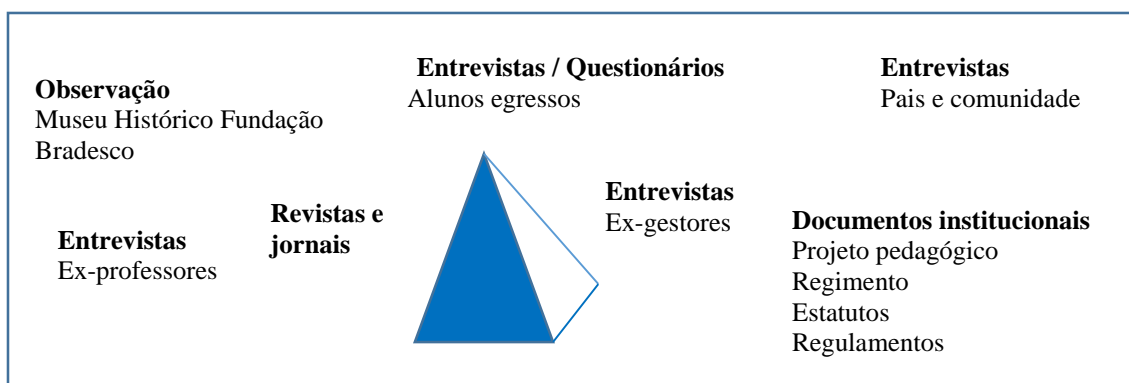 Observação
Museu Histórico Fundação
Bradesco
Entrevistas / Questionários
Alunos egressos
Entrevistas
Pais e comunidade
Entrevistas
Ex-professores
Revistas e
jornais
Entrevistas
Ex-gestores
Documentos institucionais
Projeto pedagógico
Regimento
Estatutos
Regulamentos